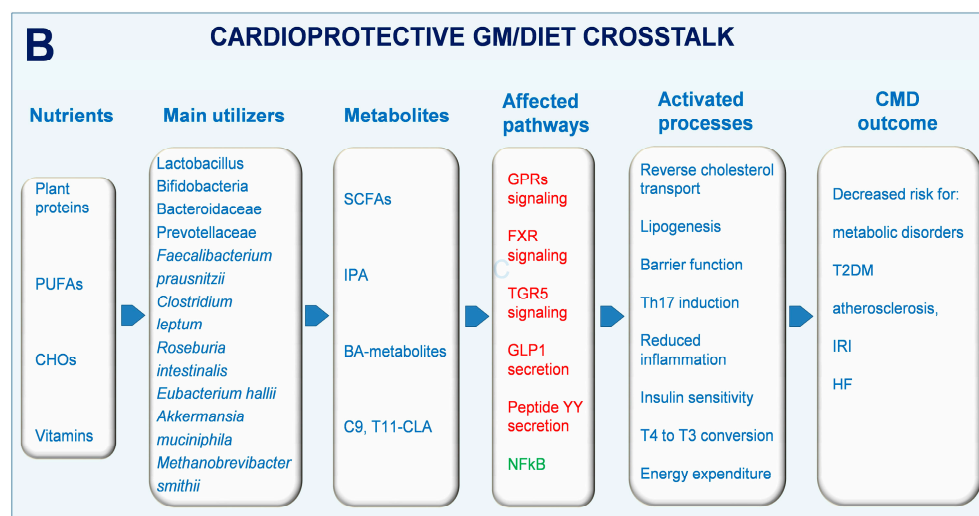 B
CARDIOPROTECTIVE GM/DIET CROSSTALK
Nutrients
Main utilizers
Metabolites
Affected
pathways
Activated
processes
CMD
outcome
Plant
proteins
PUFAs
CHOs
Vitamins
Lactobacillus
Bifidobacteria
Bacteroidaceae
Prevotellaceae
Faecalibacterium
prausnitzii
Clostridium
leptum
Roseburia
intestinalis
Eubacterium hallii
Akkermansia
muciniphila
Methanobrevibacter
smithii
SCFAs
IPA
BA-metabolites
C9, T11-CLA
GPRs
signaling
FXR
signaling
TGR5
signaling
GLP1
secretion
Peptide YY
secretion
NFkB
C
Reverse cholesterol
transport
Lipogenesis
Barrier function
Th17 induction
Reduced
inflammation
Insulin sensitivity
T4 to T3 conversion
Energy expenditure
Decreased risk for:
metabolic disorders
T2DM
atherosclerosis,
IRI
HF